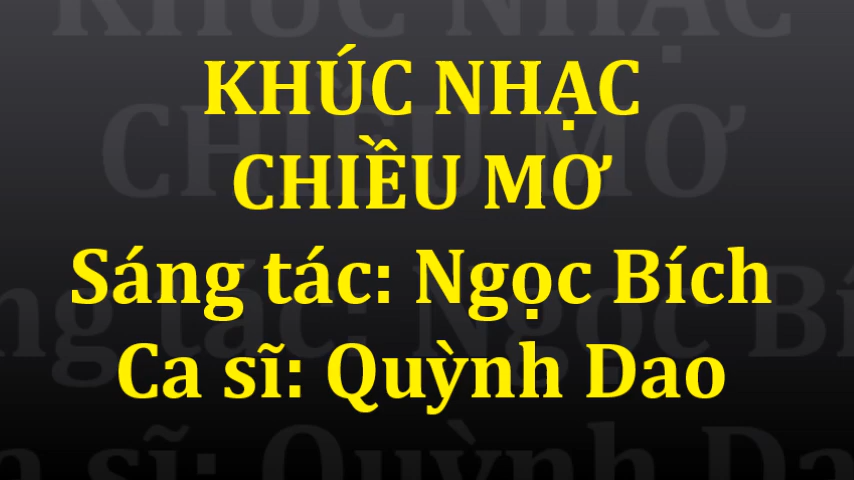 KHÚC NHẠC
CHIỀU MƠ
Sáng tác: Ngọc Bích
Ca sĩ: Quỳnh Dao